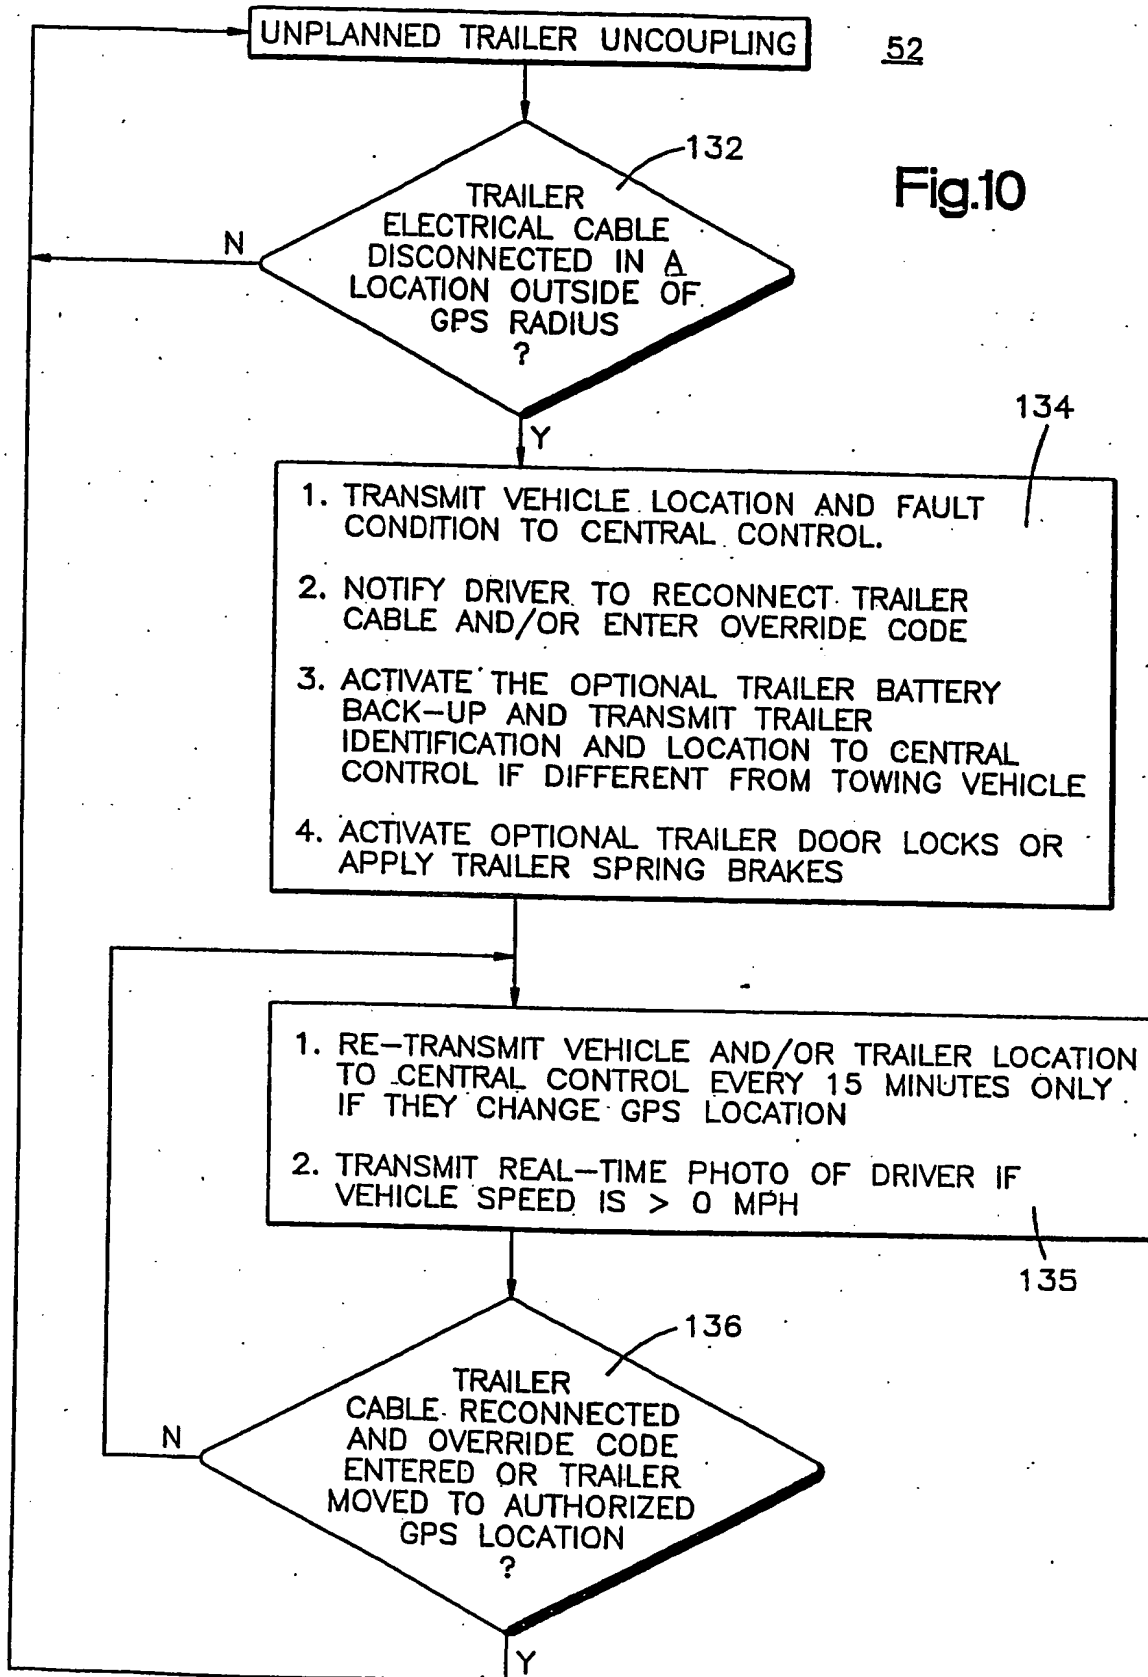 UNPLANNED TRAILER UNCOUPLING
52
132
Fig.10
TRAILER
ELECTRICAL CABLE
DISCONNECTED IN A
LOCATION OUTSIDE OF
GPS RADIUS
?
N
Y
134
1. TRANSMIT VEHICLE LOCATION AND FAULT
CONDITION TO CENTRAL CONTROL.
2. NOTIFY DRIVER TO RECONNECT TRAILER
CABLE AND/OR ENTER OVERRIDE CODE
3. ACTIVATE THE OPTIONAL TRAILER BATTERY
BACK-UP AND TRANSMIT TRAILER
IDENTIFICATION AND LOCATION TO CENTRAL
CONTROL IF DIFFERENT FROM TOWING VEHICLE
4. ACTIVATE OPTIONAL TRAILER DOOR LOCKS OR
APPLY TRAILER SPRING BRAKES
1. RE-TRANSMIT VEHICLE AND/OR TRAILER LOCATION
TO CENTRAL CONTROL EVERY 15 MINUTES ONLY
IF THEY CHANGE GPS LOCATION
2. TRANSMIT REAL-TIME PHOTO OF DRIVER IF
VEHICLE SPEED IS > 0 MPH
135
136
TRAILER
CABLE RECONNECTED
AND OVERRIDE CODE
ENTERED OR TRAILER
MOVED TO AUTHORIZED
GPS LOCATION
?
N
Y